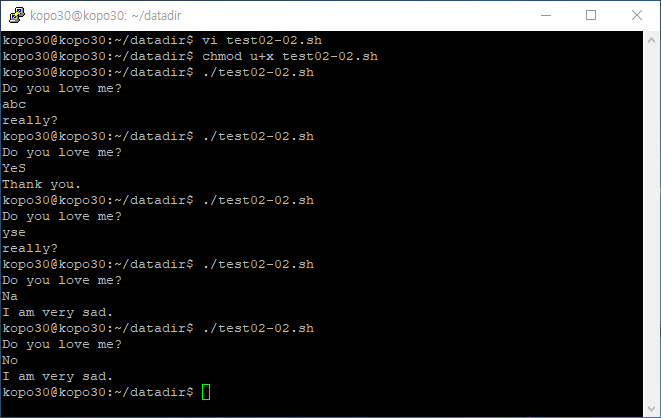 kopo30@kopo30: ~/datadir
kopo30@kopo30:~/datadir$ vi test02-02.sh
kopo30@kopo30:~/datadir$ chmod u+x test02-02.sh
kopo30@kopo30:~/datadir$ ./test02-02.sh
Do you love me?
abc
really?
kopo30@kopo30:~/datadir$ ./test02-02.sh
Do you love me?
YeS
Thank you.
kopo30@kopo30:~/datadir$ ./test02-02.sh
Do you love me?
yse
really?
kopo30@kopo30:~/datadir$ ./test02-02.sh
Do you love me?
Na
I am very sad.
kopo30@kopo30:~/datadir$ ./test02-02.sh
Do you love me?
No
I am very sad.
kopo30@kopo30:~/datadir$